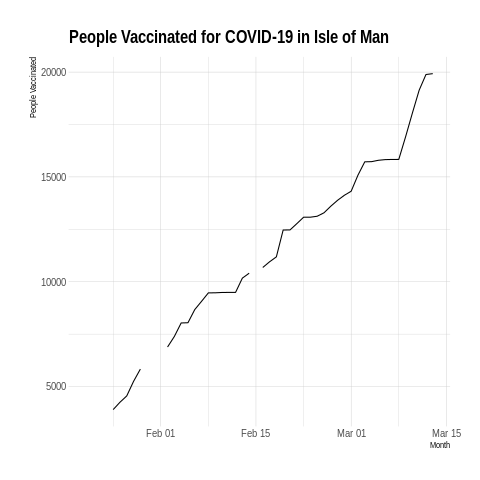 People Vaccinated for COVID-19 in Isle of Man
People Vaccinated
20000
15000
10000
5000
Feb 01
Feb 15
Mar 01
Mar 15
Month